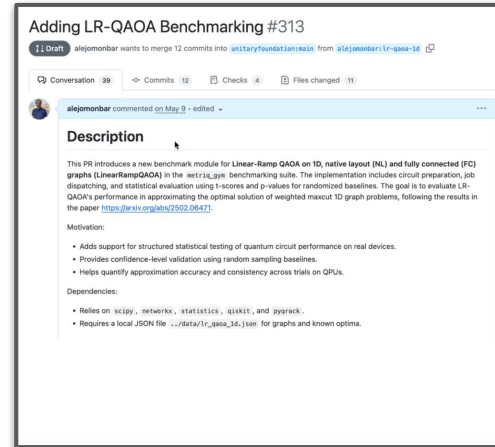 Adding LR-QAOA Benchmarking #313
Draft alejomonbar wants to merge 12 commits into unitaryfoundation:main from alejomonbar:lr-qaoa-1d
Conversation 39 Commits 12 Checks 4 Files changed 11
alejomonbar commented on May 9 • edited
Description
This PR introduces a new benchmark module for Linear-Ramp QAOA on 1D, native layout (NL) and fully connected (FC)
graphs (LinearRampQAOA) in the metriq_gym benchmarking suite. The implementation includes circuit preparation, job
dispatching, and statistical evaluation using t-scores and p-values for randomized baselines. The goal is to evaluate LR-
QAOA's performance in approximating the optimal solution of weighted maxcut 1D graph problems, following the results in
the paper https://arxiv.org/abs/2502.06471.
Motivation:
• Adds support for structured statistical testing of quantum circuit performance on real devices.
• Provides confidence-level validation using random sampling baselines.
• Helps quantify approximation accuracy and consistency across trials on QPUs.
Dependencies:
• Relies on scipy, networkx, statistics, qiskit, and pyqrack.
• Requires a local JSON file ../data/lr_qaoa_1d.json for graphs and known optima.